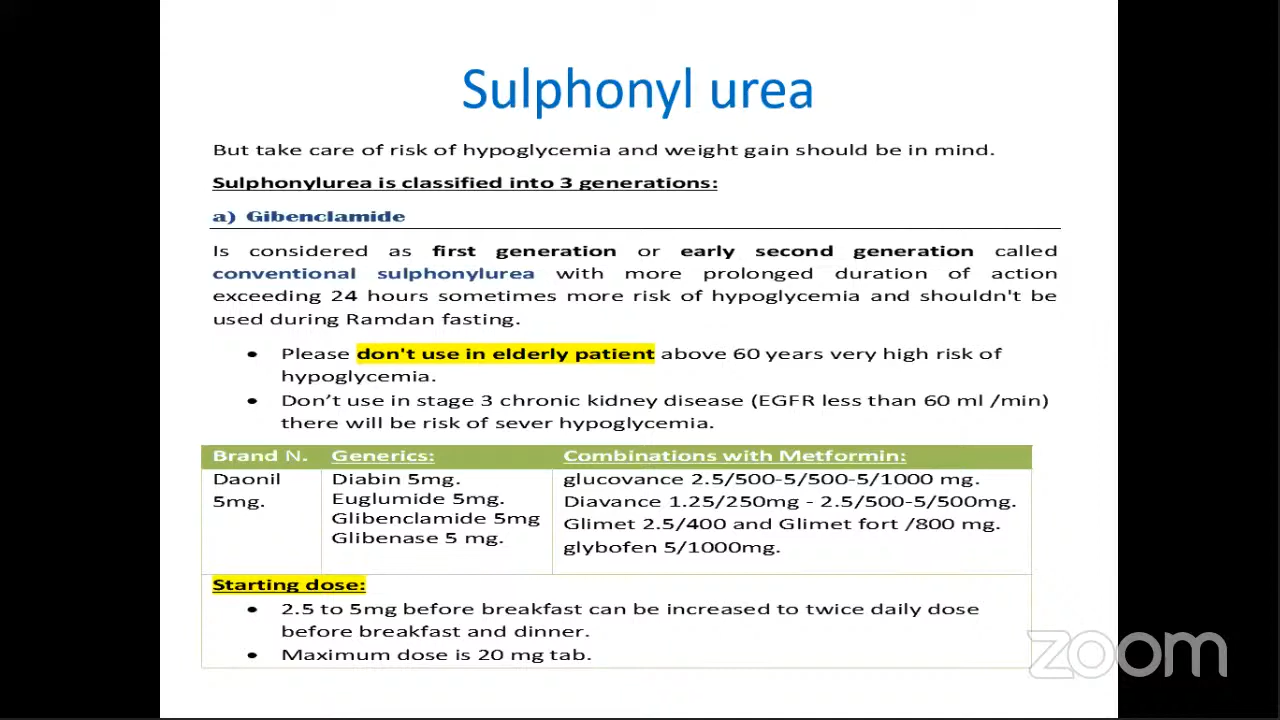 Sulphonyl urea
But take care of risk of hypoglycemia and weight gain should be in mind.
Sulphonylurea is classified into 3 generations:
a) Gibenclamide
Is considered as first generation or early second generation called
conventional sulphonylurea with more prolonged duration of action
exceeding 24 hours sometimes more risk of hypoglycemia and shouldn't be
used during Ramdan fasting.
• Please don't use in elderly patient above 60 years very high risk of
hypoglycemia.
• Don’t use in stage 3 chronic kidney disease (EGFR less than 60 ml /min)
there will be risk of sever hypoglycemia.
Brand N. Generics: Combinations with Metformin:
Daonil Diabin 5mg. glucovance 2.5/500-5/500-5/1000 mg.
5mg. Euglumide 5mg. Diavance 1.25/250mg - 2.5/500-5/500mg.
Glibenclamide 5mg Glimet 2.5/400 and Glimet fort /800 mg.
Glibenase 5 mg. glybofen 5/1000mg.
Starting dose:
• 2.5 to 5mg before breakfast can be increased to twice daily dose
before breakfast and dinner.
• Maximum dose is 20 mg tab.
zoom